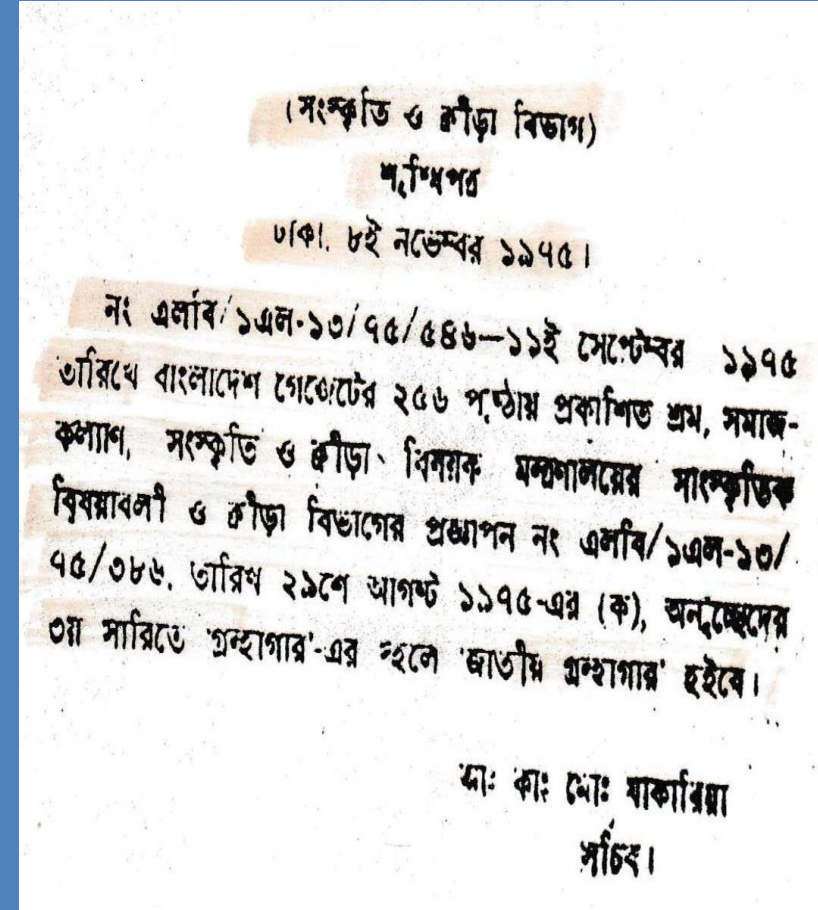 (সংস্কৃতি ও ক্রীড়া বিভাগ)
শুদ্ধিপত্র
ঢাকা, ৮ই নভেম্বর ১৯৭৫।
নং এলবি/১এল-১৩/৭৫/৫৪৬—১১ই সেপ্টেম্বর ১৯৭৫
তারিখে বাংলাদেশ গেজেটের ২৫৬ পৃষ্ঠায় প্রকাশিত শ্রম, সমাজ-
কল্যাণ, সংস্কৃতি ও ক্রীড়া বিষয়ক মন্ত্রণালয়ের সাংস্কৃতিক
বিষয়াবলী ও ক্রীড়া বিভাগের প্রজ্ঞাপন নং এলবি/১এল-১৩/
৭৫/৩৮৬, তারিখ ২৯শে আগস্ট ১৯৭৫-এর (ক), অনুচ্ছেদের
৩য় সারিতে 'গ্রন্থাগার'-এর স্থলে 'জাতীয় গ্রন্থাগার' হইবে।
আঃ কাঃ মোঃ যাকারিয়া
সচিব।